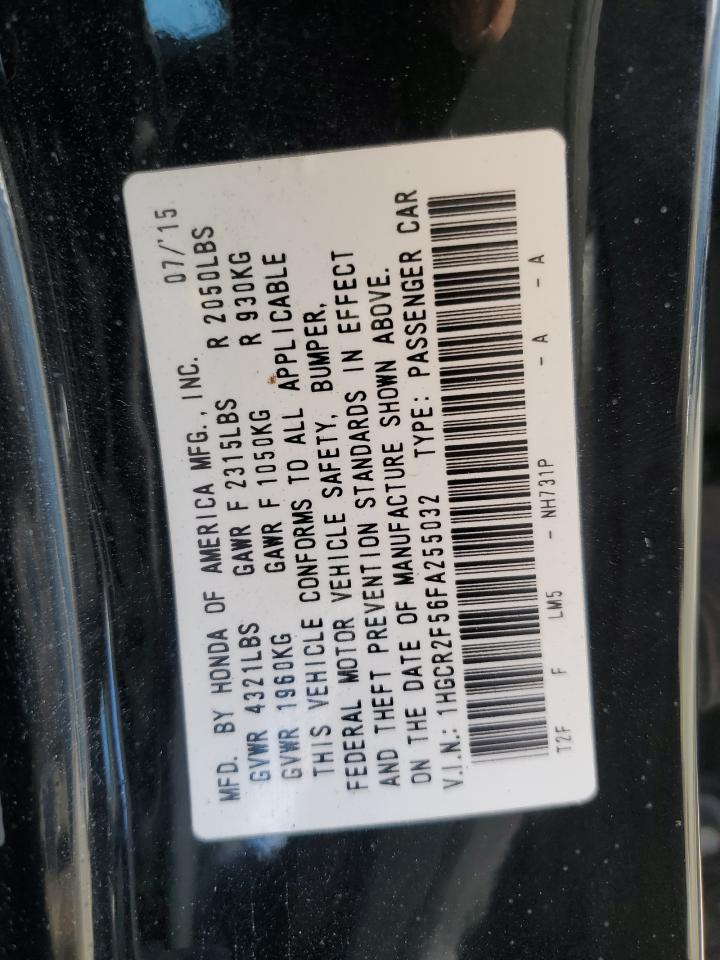 MFD. BY HONDA OF AMERICA MFG., INC. 07/'15
GVWR 4321LBS GAWR F 2315LBS R 2050LBS
GVWR 1960KG GAWR F 1050KG R 930KG
THIS VEHICLE CONFORMS TO ALL APPLICABLE
FEDERAL MOTOR VEHICLE SAFETY, BUMPER,
AND THEFT PREVENTION STANDARDS IN EFFECT
ON THE DATE OF MANUFACTURE SHOWN ABOVE.
V.I.N.: 1HGCR2F56FA255032 TYPE: PASSENGER CAR
T2F F LM5 - NH731P - A - A